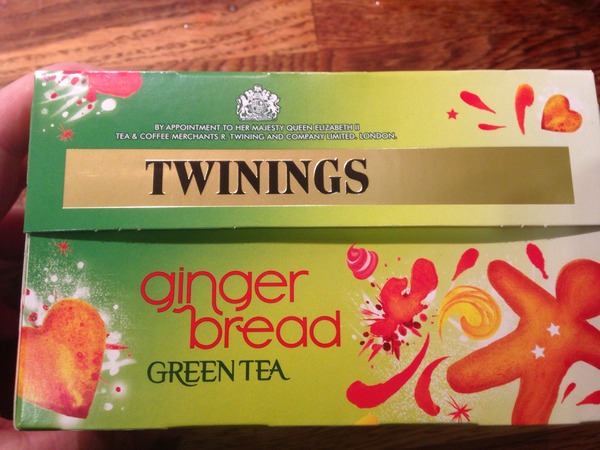 BY APPOINTMENT TO HER MAJESTY QUEEN ELIZABETH II
TEA & COFFEE MERCHANTS R. TWINING AND COMPANY LIMITED, LONDON.
TWININGS
ginger
bread
GREEN TEA